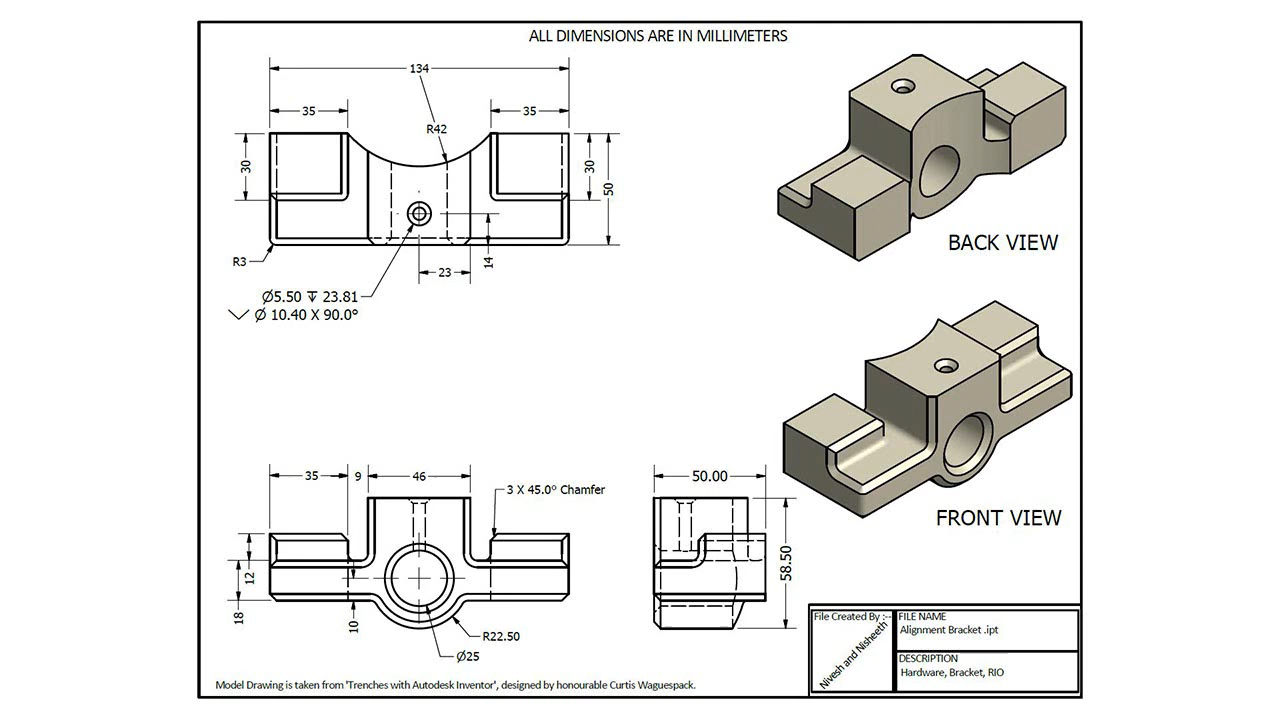 ALL DIMENSIONS ARE IN MILLIMETERS
134
35
35
R42
30
30
50
R3
23
14
Ø5.50 ↧ 23.81
⌵ Ø 10.40 X 90.0°
BACK VIEW
FRONT VIEW
35
9
46
3 X 45.0° Chamfer
12
18
10
R22.50
Ø25
50.00
58.50
File Created By :--
Nivesh and Nisheeth
FILE NAME
Alignment Bracket .ipt
DESCRIPTION
Hardware, Bracket, RIO
Model Drawing is taken from 'Trenches with Autodesk Inventor', designed by honourable Curtis Waguespack.